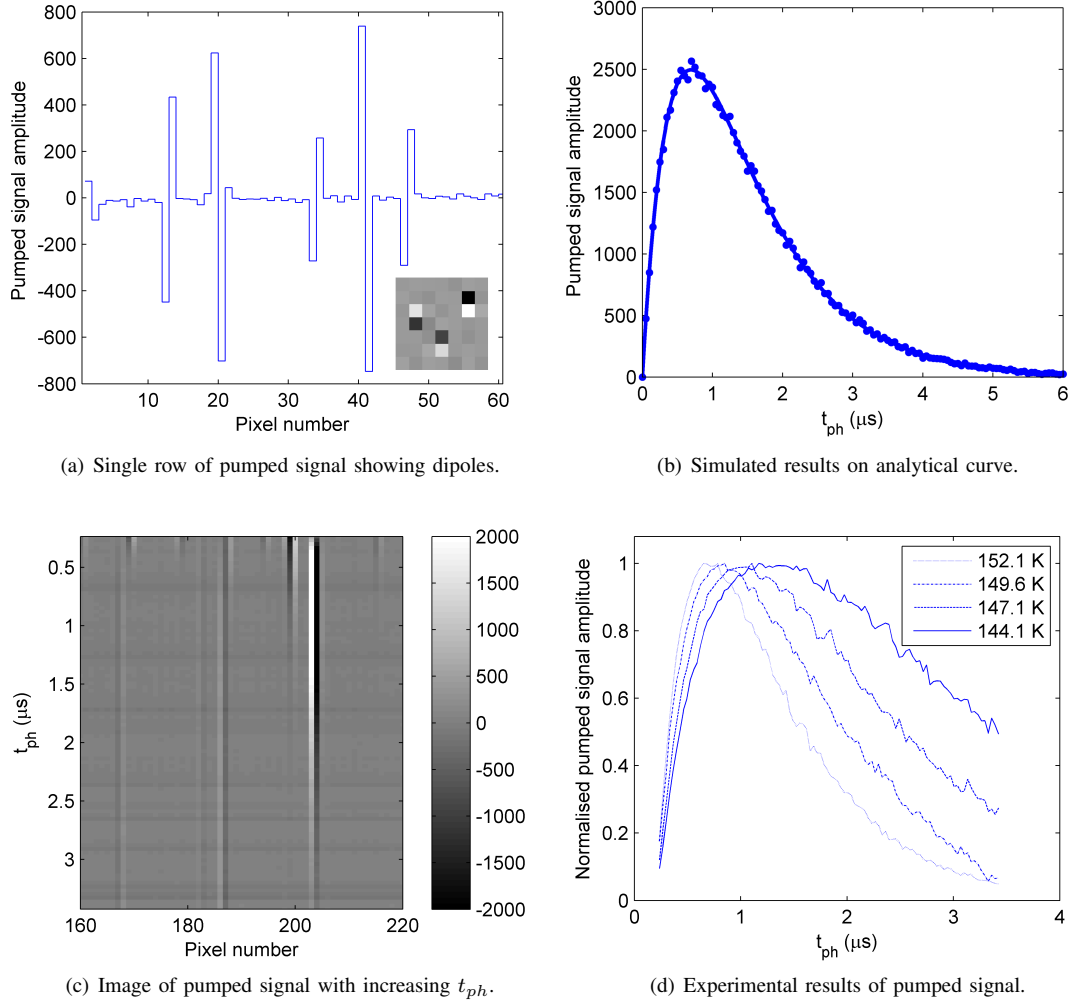 800
600
400
200
0
-200
-400
-600
-800
Pumped signal amplitude
10 20 30 40 50 60
Pixel number
(a) Single row of pumped signal showing dipoles.
3000
2500
2000
1500
1000
500
0
Pumped signal amplitude
0 1 2 3 4 5 6
t_ph (μs)
(b) Simulated results on analytical curve.
0.5
1
1.5
2
2.5
3
t_ph (μs)
160 180 200 220
Pixel number
2000
1500
1000
500
0
-500
-1000
-1500
-2000
(c) Image of pumped signal with increasing t_ph.
1
0.8
0.6
0.4
0.2
0
Normalised pumped signal amplitude
152.1 K
149.6 K
147.1 K
144.1 K
0 1 2 3 4
t_ph (μs)
(d) Experimental results of pumped signal.